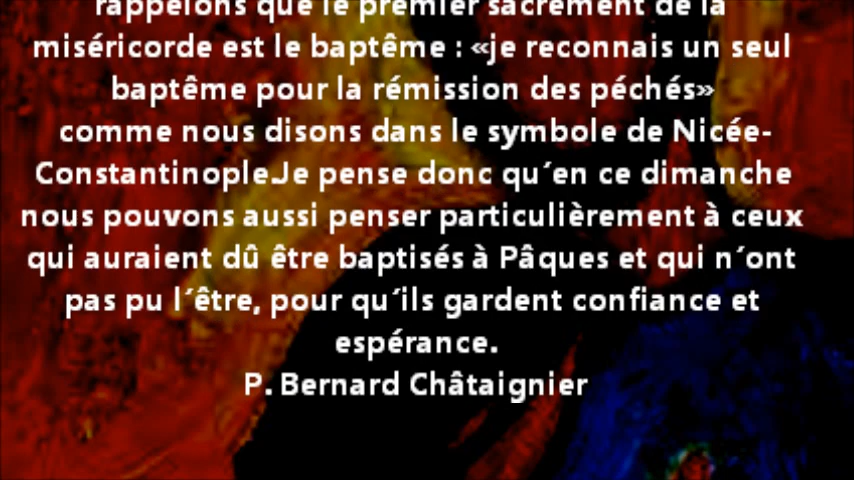 rappelons que le premier sacrement de la
miséricorde est le baptême : «je reconnais un seul
baptême pour la rémission des péchés»
comme nous disons dans le symbole de Nicée-
Constantinople.Je pense donc qu´en ce dimanche
nous pouvons aussi penser particulièrement à ceux
qui auraient dû être baptisés à Pâques et qui n´ont
pas pu l´être, pour qu´ils gardent confiance et
espérance.
P. Bernard Châtaignier